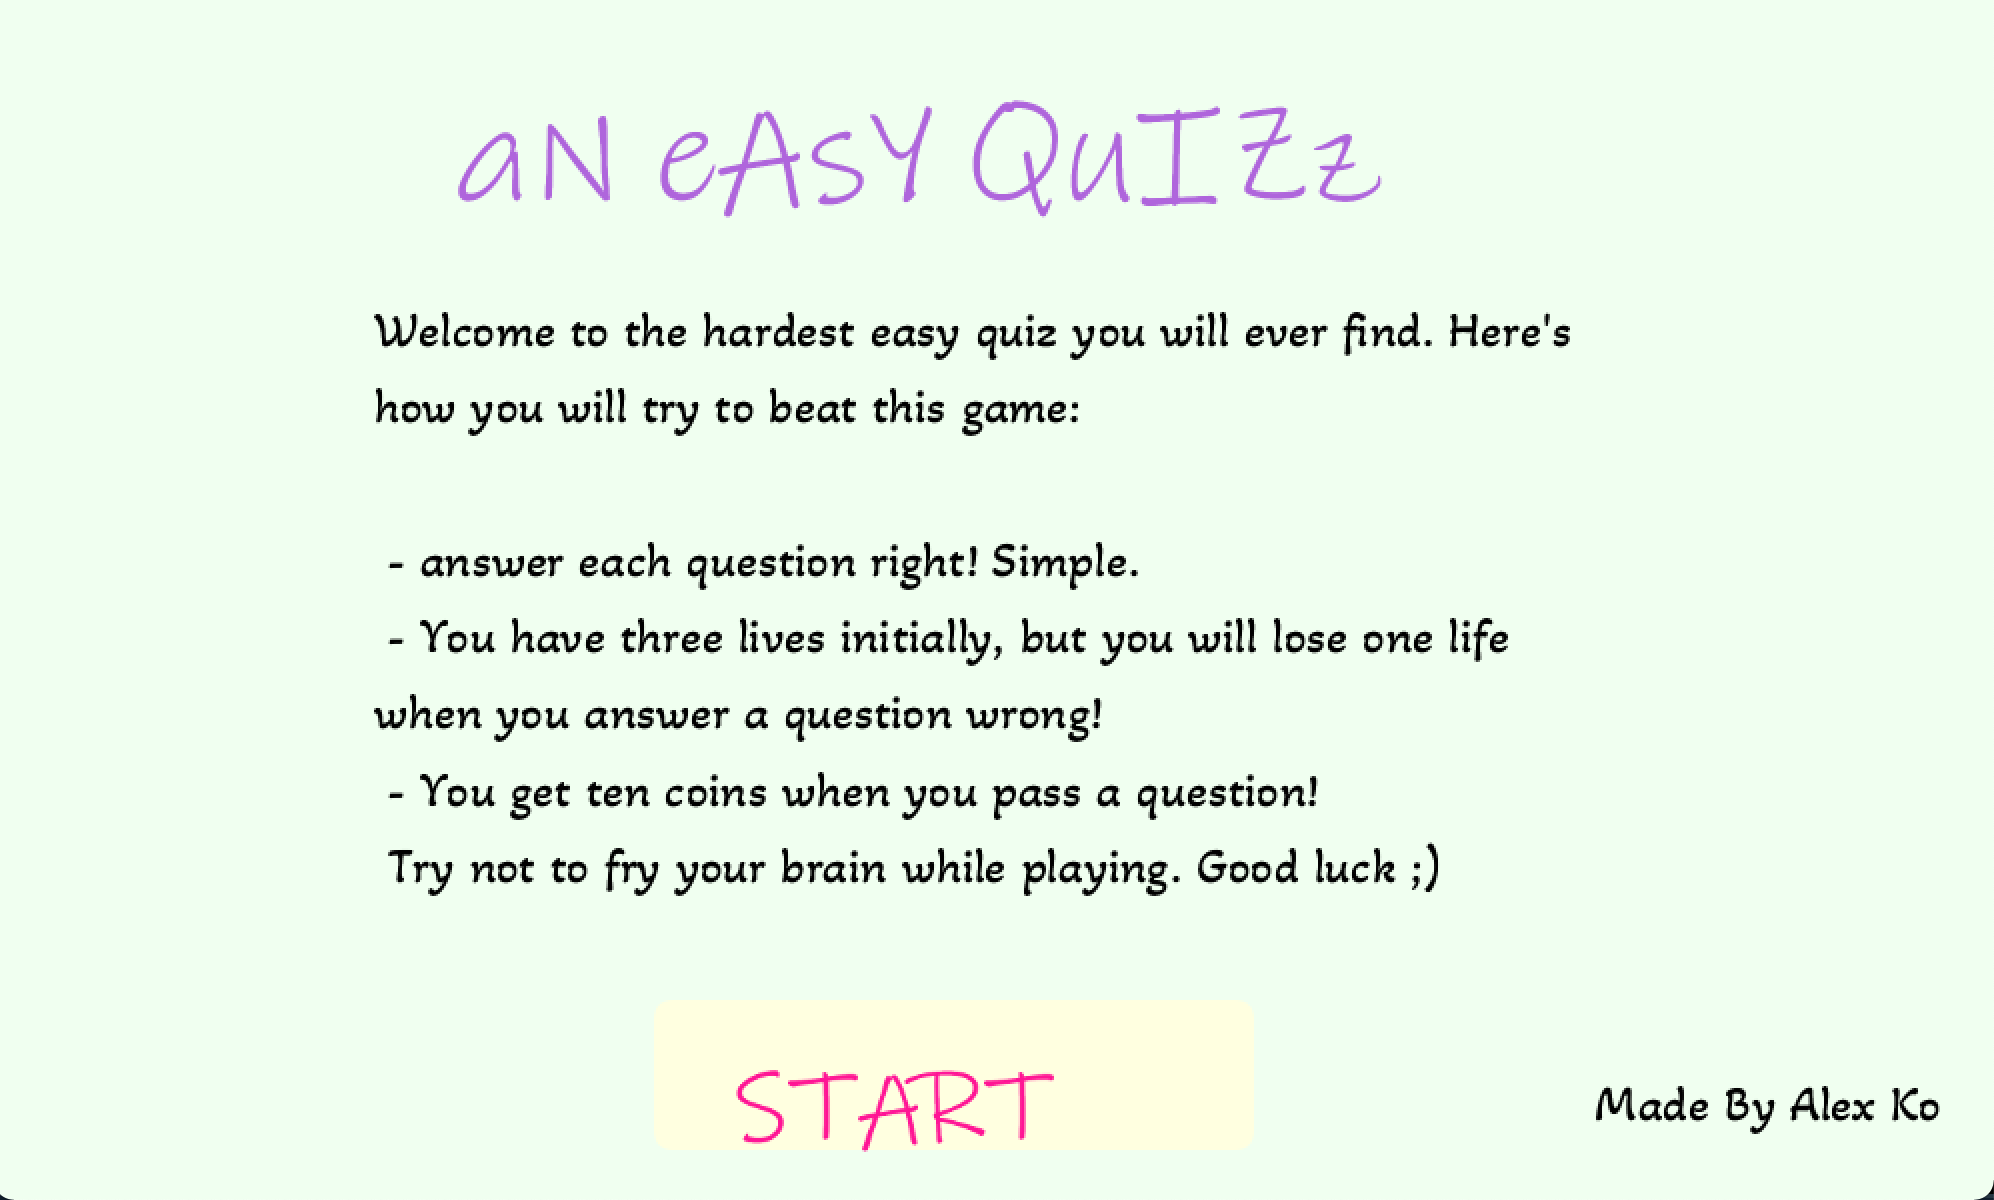 aN eAsY QuIZz
Welcome to the hardest easy quiz you will ever find. Here's
how you will try to beat this game:
- answer each question right! Simple.
- You have three lives initially, but you will lose one life
when you answer a question wrong!
- You get ten coins when you pass a question!
Try not to fry your brain while playing. Good luck ;)
START
Made By Alex Ko